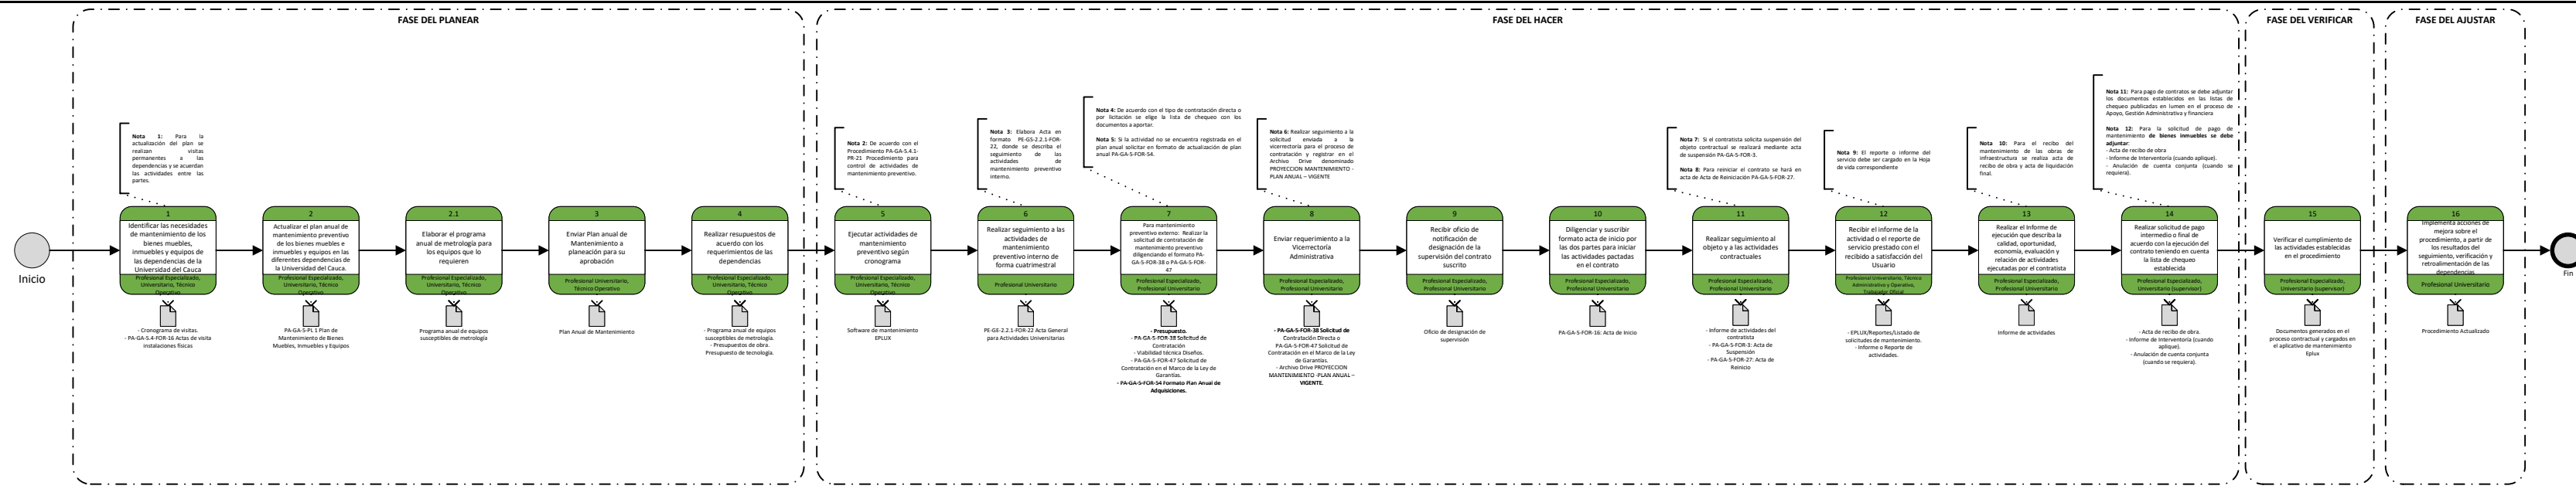 FASE DEL PLANEAR
FASE DEL HACER
FASE DEL VERIFICAR
FASE DEL AJUSTAR
Inicio
Nota 1: Para la
actualización del plan se
realizan visitas
permanentes a las
dependencias y se acuerdan
las actividades entre las
partes.
1
Identificar las necesidades
de mantenimiento de los
bienes muebles,
inmuebles y equipos de
las dependencias de la
Universidad del Cauca
Profesional Especializado,
Universitario, Técnico
Operativo
- Cronograma de visitas.
- PA-GA-5.4-FOR-16 Actas de visita
instalaciones físicas
2
Actualizar el plan anual de
mantenimiento preventivo
de los bienes muebles e
inmuebles y equipos en las
diferentes dependencias de
la Universidad del Cauca.
Profesional Especializado,
Universitario, Técnico
Operativo
PA-GA-5-PL 1 Plan de
Mantenimiento de Bienes
Muebles, Inmuebles y Equipos
2.1
Elaborar el programa
anual de metrología para
los equipos que lo
requieren
Profesional Especializado,
Universitario, Técnico
Operativo
Programa anual de equipos
susceptibles de metrología
3
Enviar Plan anual de
Mantenimiento a
planeación para su
aprobación
Profesional Universitario,
Técnico Operativo
Plan Anual de Mantenimiento
4
Realizar resupuestos de
acuerdo con los
requerimientos de las
dependencias
Profesional Especializado,
Universitario, Técnico
Operativo
- Programa anual de equipos
susceptibles de metrología.
- Presupuestos de obra.
Presupuesto de tecnología.
Nota 2: De acuerdo con el
Procedimiento PA-GA-5.4.1-
PR-21 Procedimiento para
control de actividades de
mantenimiento preventivo.
5
Ejecutar actividades de
mantenimiento
preventivo según
cronograma
Profesional Especializado,
Profesional Universitario
Software de mantenimiento
EPLUX
Nota 3: Elabora Acta en
formato PE-GS-2.2.1-FOR-
22, donde se describa el
seguimiento de las
actividades de
mantenimiento preventivo
interno.
6
Realizar seguimiento a las
actividades de
mantenimiento
preventivo interno de
forma cuatrimestral
Profesional Universitario
PE-GE-2.2.1-FOR-22 Acta General
para Actividades Universitarias
Nota 4: De acuerdo con el tipo de contratación directa o
por licitación se elige la lista de chequeo con los
documentos a aportar.
Nota 5: Si la actividad no se encuentra registrada en el
plan anual solicitar en formato de actualización de plan
anual PA-GA-5-FOR-54.
7
Para mantenimiento
preventivo externo: Realizar la
solicitud de contratación de
mantenimiento preventivo
diligenciando el formato PA-
GA-5-FOR-38 o PA-GA-5-FOR-
47
Profesional Especializado,
Profesional Universitario
- Presupuesto.
- PA-GA-5-FOR-38 Solicitud de
Contratación
- Viabilidad técnica Diseños.
- PA-GA-5-FOR-47 Solicitud de
Contratación en el Marco de la Ley de
Garantías.
- PA-GA-5-FOR-54 Formato Plan Anual de
Adquisiciones.
Nota 6: Realizar seguimiento a la
solicitud enviada a la
vicerrectoría para el proceso de
contratación y registrar en el
Archivo Drive denominado
PROYECCION MANTENIMIENTO -
PLAN ANUAL – VIGENTE
8
Enviar requerimiento a la
Vicerrectoría
Administrativa
Profesional Especializado,
Profesional Universitario
- PA-GA-5-FOR-38 Solicitud de
Contratación Directa o
PA-GA-5-FOR-47 Solicitud de
Contratación en el Marco de la Ley
de Garantías.
- Archivo Drive PROYECCION
MANTENIMIENTO -PLAN ANUAL –
VIGENTE.
9
Recibir oficio de
notificación de
designación de la
supervisión del contrato
suscrito
Profesional Especializado,
Profesional Universitario
Oficio de designación de
supervisión
10
Diligenciar y suscribir
formato acta de inicio por
las dos partes para iniciar
las actividades pactadas
en el contrato
Profesional Especializado,
Profesional Universitario
PA-GA-5-FOR-16: Acta de Inicio
Nota 7: Si el contratista solicita suspensión del
objeto contractual se realizará mediante acta
de suspensión PA-GA-5-FOR-3.
Nota 8: Para reiniciar el contrato se hará en
acta de Acta de Reiniciación PA-GA-5-FOR-27.
11
Realizar seguimiento al
objeto y a las actividades
contractuales
Profesional Especializado,
Profesional Universitario
- Informe de actividades del
contratista
- PA-GA-5-FOR-3: Acta de
Suspensión
- PA-GA-5-FOR-27: Acta de
Reinicio
Nota 9: El reporte o informe del
servicio debe ser cargado en la Hoja
de vida correspondiente
12
Recibir el informe de la
actividad o el reporte de
servicio prestado con el
recibido a satisfacción del
Usuario
Profesional Universitario, Técnico
Administrativo y Operativo,
Trabajador Oficial
- EPLUX/Reportes/Listado de
solicitudes de mantenimiento.
- Informe o Reporte de
actividades.
Nota 10: Para el recibo del
mantenimiento de las obras de
infraestructura se realiza acta de
recibo de obra y acta de liquidación
final.
13
Realizar el Informe de
ejecución que describa la
calidad, oportunidad,
economía, evaluación y
relación de actividades
ejecutadas por el contratista
Profesional Especializado,
Profesional Universitario
Informe de actividades
Nota 11: Para pago de contratos se debe adjuntar
los documentos establecidos en las listas de
chequeo publicadas en lumen en el proceso de
Apoyo, Gestión Administrativa y financiera
Nota 12: Para la solicitud de pago de
mantenimiento de bienes inmuebles se debe
adjuntar:
- Acta de recibo de obra
- Informe de Interventoría (cuando aplique).
- Anulación de cuenta conjunta (cuando se
requiera).
14
Realizar solicitud de pago
intermedio o final de
acuerdo con la ejecución del
contrato teniendo en cuenta
la lista de chequeo
establecida
Profesional Especializado,
Universitario (supervisor)
- Acta de recibo de obra.
- Informe de Interventoría (cuando
aplique).
- Anulación de cuenta conjunta
(cuando se requiera).
15
Verificar el cumplimiento de
las actividades establecidas
en el procedimiento
Profesional Especializado,
Universitario (supervisor)
Documentos generados en el
proceso contractual y cargados en
el aplicativo de mantenimiento
Eplux
16
Implementa acciones de
mejora sobre el
procedimiento, a partir de
los resultados del
seguimiento, verificación y
retroalimentación de las
dependencias
Profesional Universitario
Procedimiento Actualizado
Fin